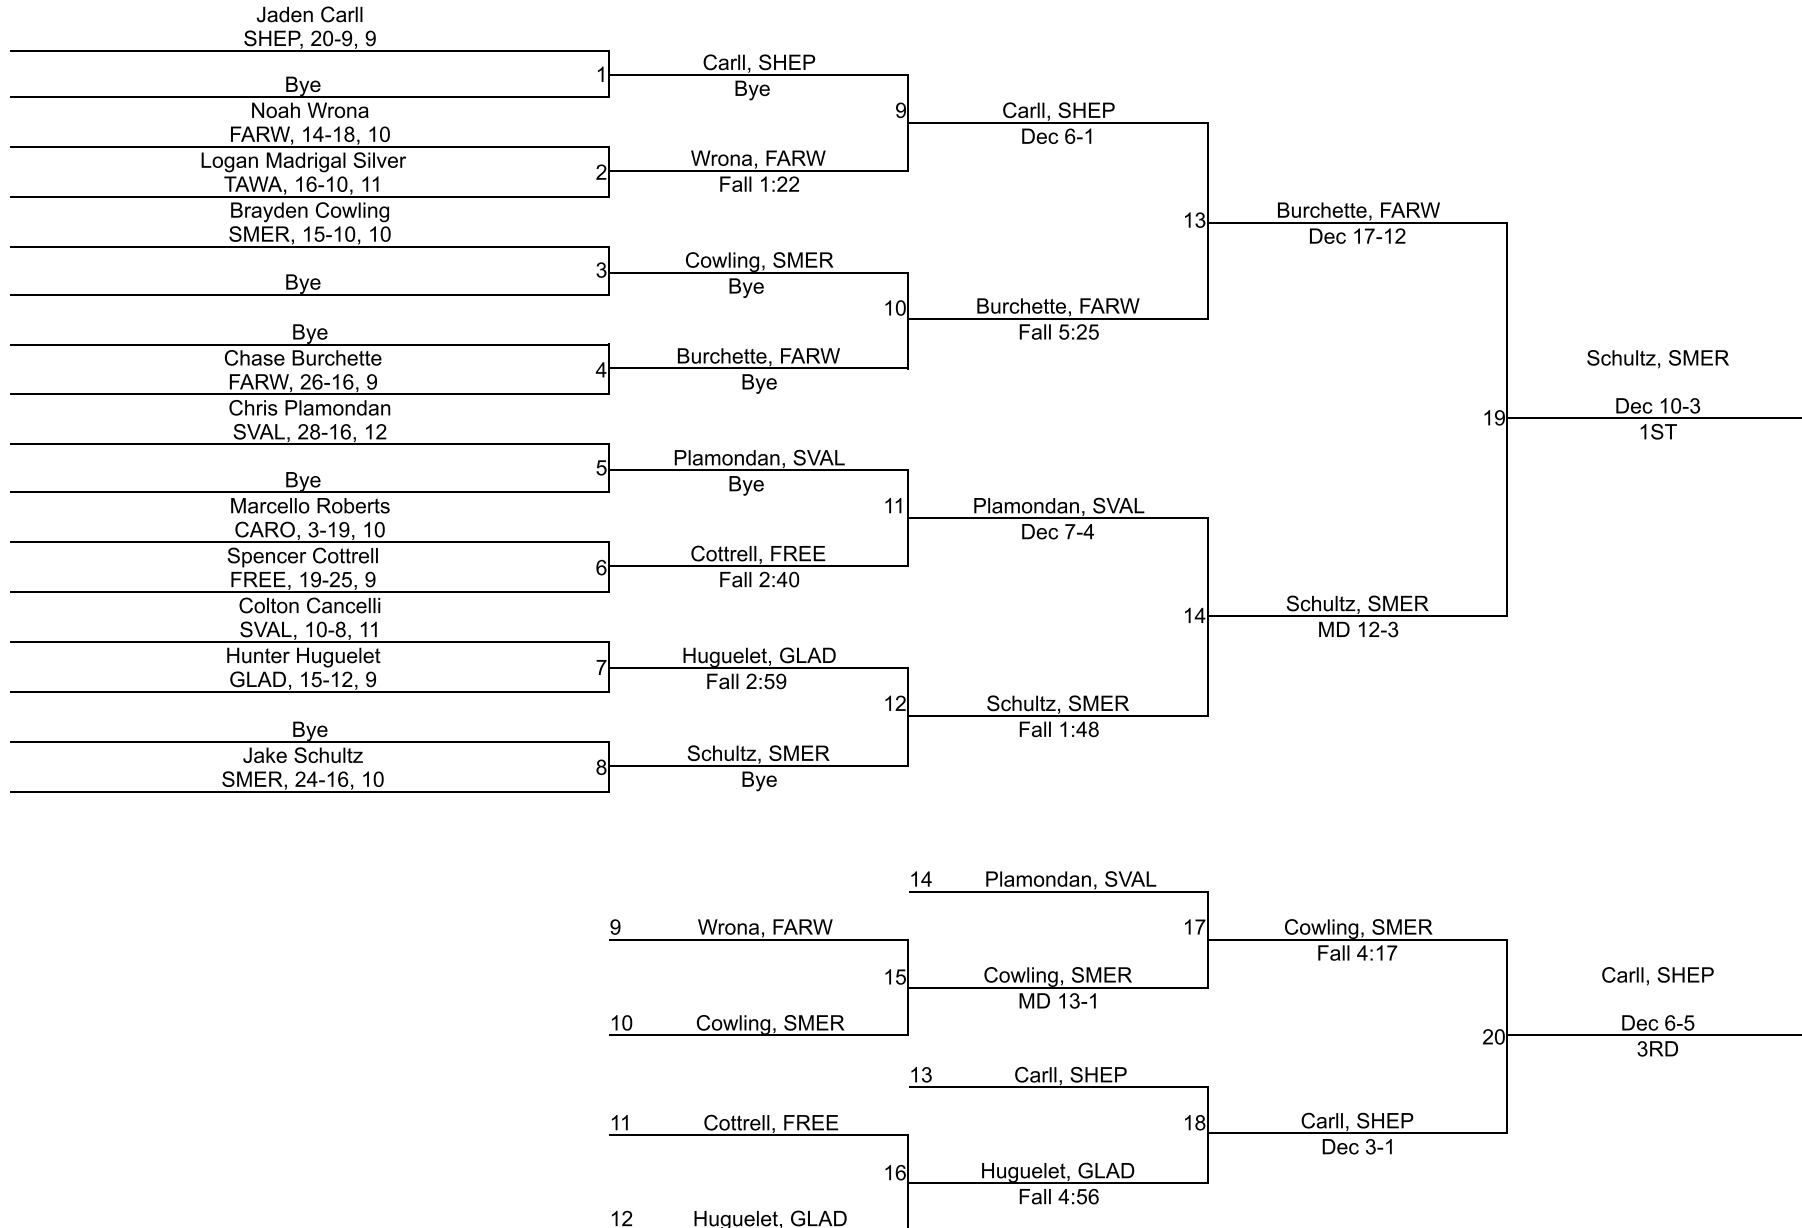 Jaden Carll
SHEP, 20-9, 9
Bye
1
Carll, SHEP
Bye
Noah Wrona
FARW, 14-18, 10
Logan Madrigal Silver
TAWA, 16-10, 11
2
Wrona, FARW
Fall 1:22
9
Carll, SHEP
Dec 6-1
Brayden Cowling
SMER, 15-10, 10
Bye
3
Cowling, SMER
Bye
Bye
Chase Burchette
FARW, 26-16, 9
4
Burchette, FARW
Bye
10
Burchette, FARW
Fall 5:25
13
Burchette, FARW
Dec 17-12
Chris Plamondan
SVAL, 28-16, 12
Bye
5
Plamondan, SVAL
Bye
Marcello Roberts
CARO, 3-19, 10
Spencer Cottrell
FREE, 19-25, 9
6
Cottrell, FREE
Fall 2:40
11
Plamondan, SVAL
Dec 7-4
Colton Cancelli
SVAL, 10-8, 11
Hunter Huguelet
GLAD, 15-12, 9
7
Huguelet, GLAD
Fall 2:59
Bye
Jake Schultz
SMER, 24-16, 10
8
Schultz, SMER
Bye
12
Schultz, SMER
Fall 1:48
14
Schultz, SMER
MD 12-3
19
Schultz, SMER
Dec 10-3
1ST
14
Plamondan, SVAL
9
Wrona, FARW
10
Cowling, SMER
15
Cowling, SMER
MD 13-1
17
Cowling, SMER
Fall 4:17
13
Carll, SHEP
11
Cottrell, FREE
12
Huguelet, GLAD
16
Huguelet, GLAD
Fall 4:56
18
Carll, SHEP
Dec 3-1
20
Carll, SHEP
Dec 6-5
3RD